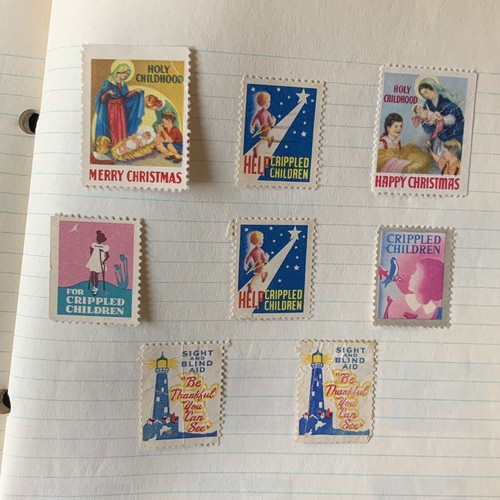 HOLY
CHILDHOOD
MERRY CHRISTMAS
HELP CRIPPLED
CHILDREN
HOLY
CHILDHOOD
HAPPY CHRISTMAS
FOR
CRIPPLED
CHILDREN
HELP CRIPPLED
CHILDREN
CRIPPLED
CHILDREN
SIGHT
AND
BLIND
AID
"Be
Thankful
You
Can
See"
SIGHT
AND
BLIND
AID
"Be
Thankful
You
Can
See"